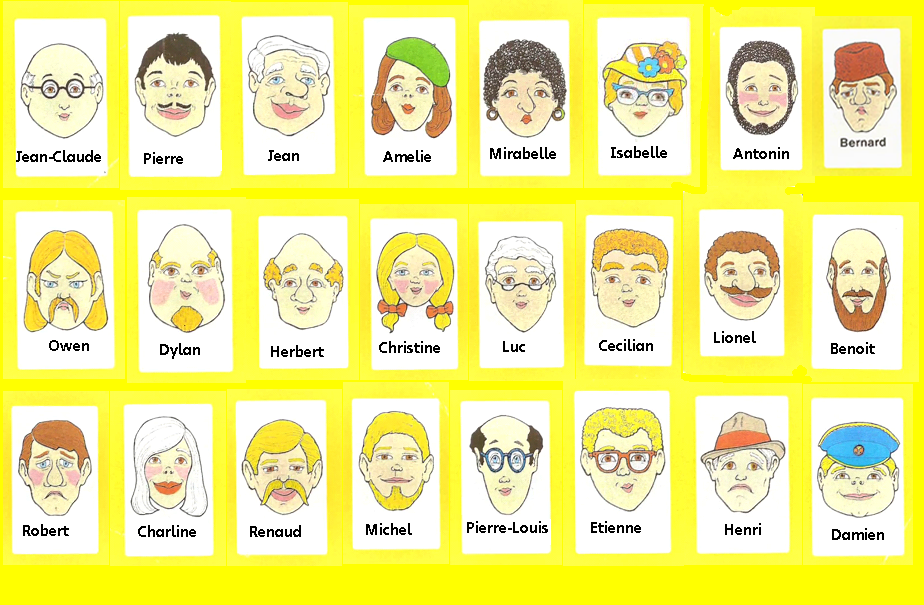 Jean-Claude
Pierre
Jean
Amelie
Mirabelle
Isabelle
Antonin
Bernard
Owen
Dylan
Herbert
Christine
Luc
Cecilian
Lionel
Benoit
Robert
Charline
Renaud
Michel
Pierre-Louis
Etienne
Henri
Damien